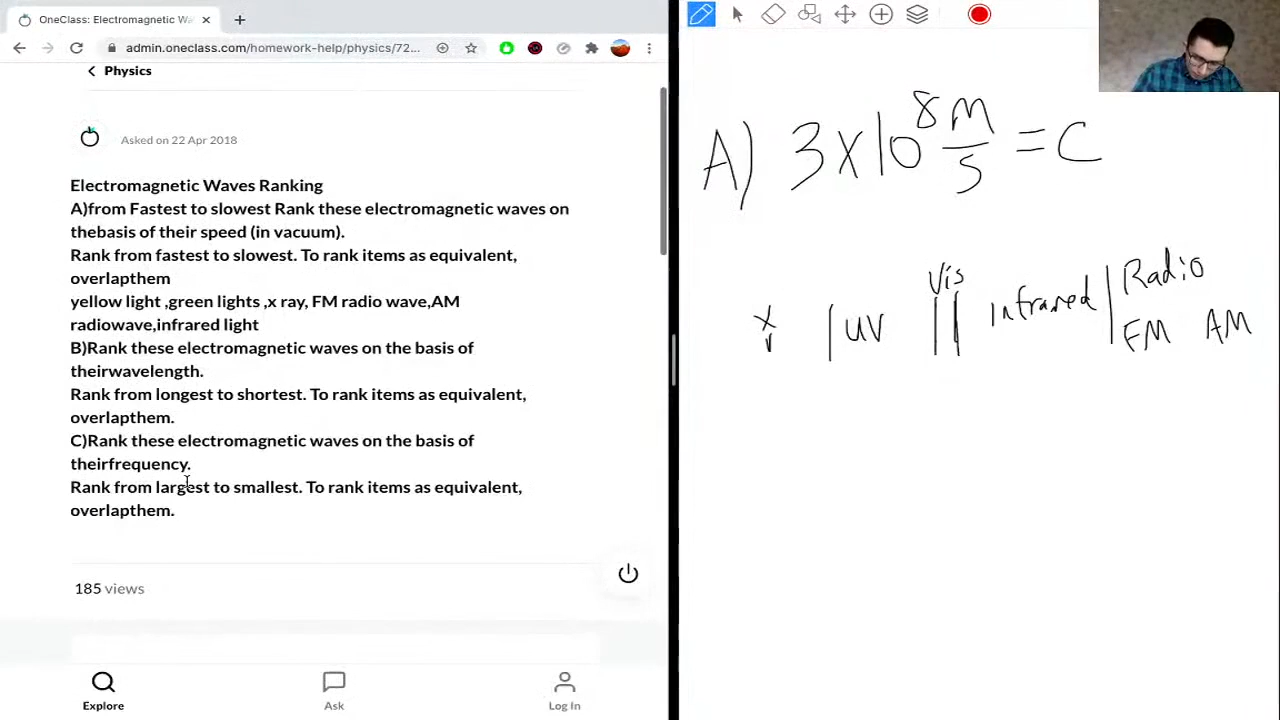 OneClass: Electromagnetic Wa
admin.oneclass.com/homework-help/physics/72...
Physics
Asked on 22 Apr 2018
Electromagnetic Waves Ranking
A)from Fastest to slowest Rank these electromagnetic waves on
thebasis of their speed (in vacuum).
Rank from fastest to slowest. To rank items as equivalent,
overlapthem
yellow light ,green lights ,x ray, FM radio wave,AM
radiowave,infrared light
B)Rank these electromagnetic waves on the basis of
theirwavelength.
Rank from longest to shortest. To rank items as equivalent,
overlapthem.
C)Rank these electromagnetic waves on the basis of
theirfrequency.
Rank from largest to smallest. To rank items as equivalent,
overlapthem.
185 views
Explore
Ask
Log In
A) 3x10^8 m/s = C
UV
Vis
Infrared
Radio
FM AM